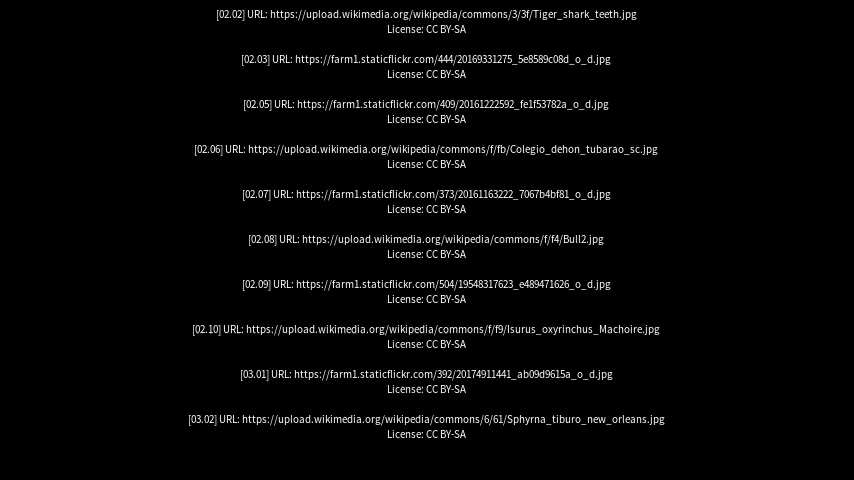 [02.02] URL: https://upload.wikimedia.org/wikipedia/commons/3/3f/Tiger_shark_teeth.jpg
License: CC BY-SA
[02.03] URL: https://farm1.staticflickr.com/444/20169331275_5e8589c08d_o_d.jpg
License: CC BY-SA
[02.05] URL: https://farm1.staticflickr.com/409/20161222592_fe1f53782a_o_d.jpg
License: CC BY-SA
[02.06] URL: https://upload.wikimedia.org/wikipedia/commons/f/fb/Colegio_dehon_tubarao_sc.jpg
License: CC BY-SA
[02.07] URL: https://farm1.staticflickr.com/373/20161163222_7067b4bf81_o_d.jpg
License: CC BY-SA
[02.08] URL: https://upload.wikimedia.org/wikipedia/commons/f/f4/Bull2.jpg
License: CC BY-SA
[02.09] URL: https://farm1.staticflickr.com/504/19548317623_e489471626_o_d.jpg
License: CC BY-SA
[02.10] URL: https://upload.wikimedia.org/wikipedia/commons/f/f9/Isurus_oxyrinchus_Machoire.jpg
License: CC BY-SA
[03.01] URL: https://farm1.staticflickr.com/392/20174911441_ab09d9615a_o_d.jpg
License: CC BY-SA
[03.02] URL: https://upload.wikimedia.org/wikipedia/commons/6/61/Sphyrna_tiburo_new_orleans.jpg
License: CC BY-SA